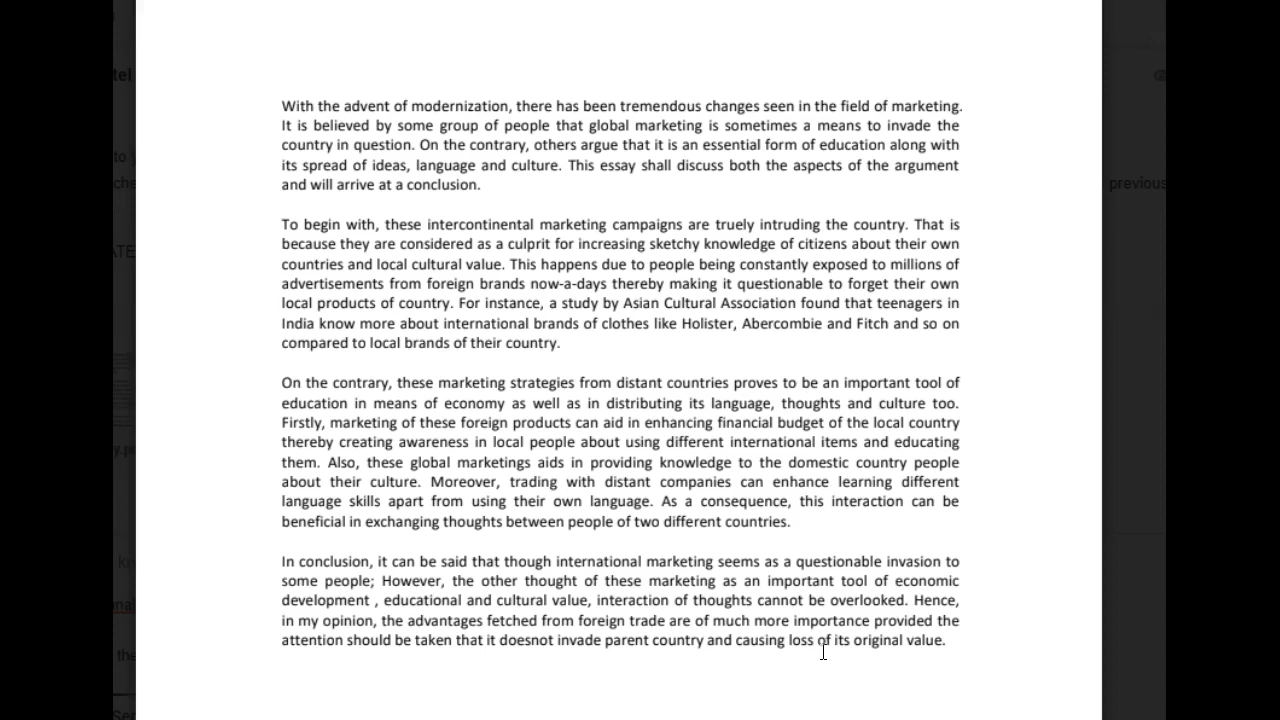 With the advent of modernization, there has been tremendous changes seen in the field of marketing.
It is believed by some group of people that global marketing is sometimes a means to invade the
country in question. On the contrary, others argue that it is an essential form of education along with
its spread of ideas, language and culture. This essay shall discuss both the aspects of the argument
and will arrive at a conclusion.
To begin with, these intercontinental marketing campaigns are truely intruding the country. That is
because they are considered as a culprit for increasing sketchy knowledge of citizens about their own
countries and local cultural value. This happens due to people being constantly exposed to millions of
advertisements from foreign brands now-a-days thereby making it questionable to forget their own
local products of country. For instance, a study by Asian Cultural Association found that teenagers in
India know more about international brands of clothes like Holister, Abercombie and Fitch and so on
compared to local brands of their country.
On the contrary, these marketing strategies from distant countries proves to be an important tool of
education in means of economy as well as in distributing its language, thoughts and culture too.
Firstly, marketing of these foreign products can aid in enhancing financial budget of the local country
thereby creating awareness in local people about using different international items and educating
them. Also, these global marketings aids in providing knowledge to the domestic country people
about their culture. Moreover, trading with distant companies can enhance learning different
language skills apart from using their own language. As a consequence, this interaction can be
beneficial in exchanging thoughts between people of two different countries.
In conclusion, it can be said that though international marketing seems as a questionable invasion to
some people; However, the other thought of these marketing as an important tool of economic
development , educational and cultural value, interaction of thoughts cannot be overlooked. Hence,
in my opinion, the advantages fetched from foreign trade are of much more importance provided the
attention should be taken that it doesnot invade parent country and causing loss of its original value.
previous